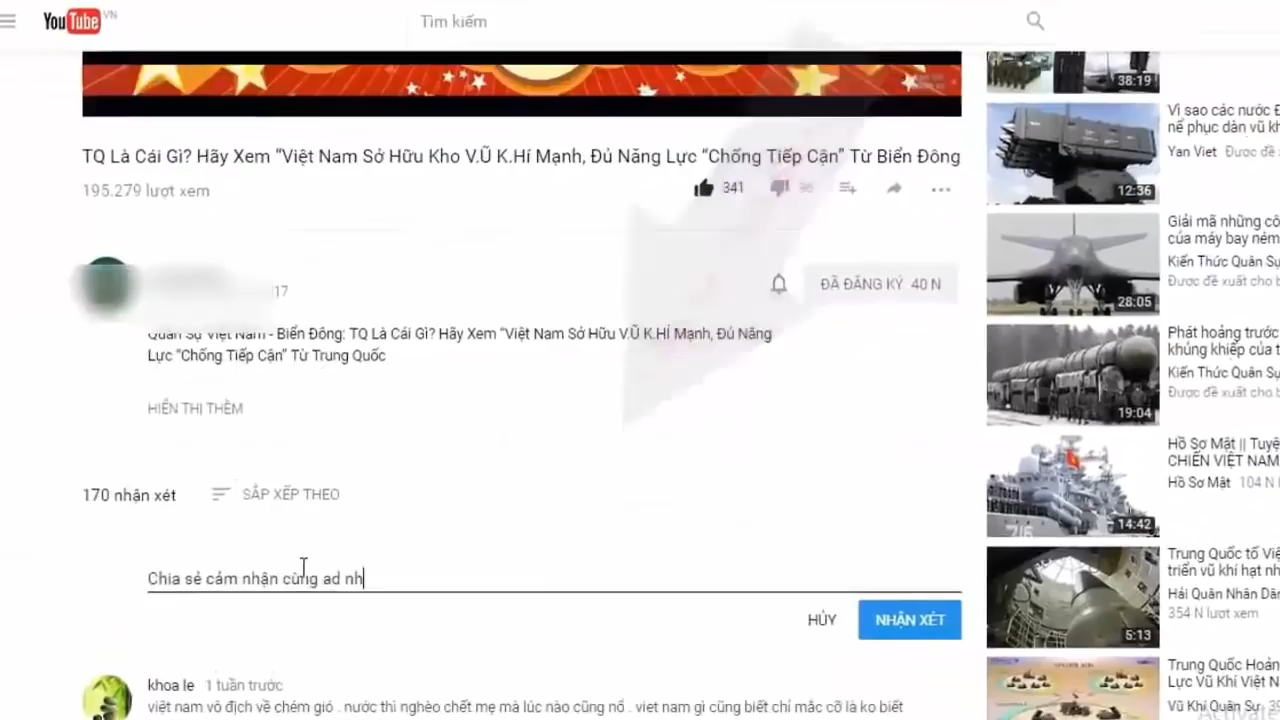 YouTube VN
Tìm kiếm
TQ Là Cái Gì? Hãy Xem “Việt Nam Sở Hữu Kho V.Ũ K.Hí Mạnh, Đủ Năng Lực “Chống Tiếp Cận” Từ Biển Đông
195.279 lượt xem
341
96
17
ĐÃ ĐĂNG KÝ 40 N
Quân Sự Việt Nam - Biển Đông: TQ Là Cái Gì? Hãy Xem “Việt Nam Sở Hữu V.Ũ K.HÍ Mạnh, Đủ Năng
Lực “Chống Tiếp Cận” Từ Trung Quốc
HIỂN THỊ THÊM
170 nhận xét
SẮP XẾP THEO
Chia sẻ cảm nhận cùng ad nh
HỦY
NHẬN XÉT
khoa le 1 tuần trước
việt nam vô địch về chém gió . nước thì nghèo chết mẹ mà lúc nào cũng nổ . viet nam gì cũng biết chỉ mắc cỡ là ko biết
38:19
Vì sao các nước Đ
nể phục dàn vũ k
Yan Viet Được đề
12:36
Giải mã những cô
của máy bay ném
Kiến Thức Quân Sự
Được đề xuất cho b
28:05
Phát hoảng trước
khủng khiếp của t
Kiến Thức Quân Sự
Được đề xuất cho b
19:04
Hồ Sơ Mật || Tuyệ
CHIẾN VIỆT NAM
Hồ Sơ Mật 104 N l
14:42
Trung Quốc tố Việ
triển vũ khí hạt nh
Hải Quân Nhân Dân
354 N lượt xem
5:13
Trung Quốc Hoản
Lực Vũ Khí Việt N
Vũ Khí Quân Sự